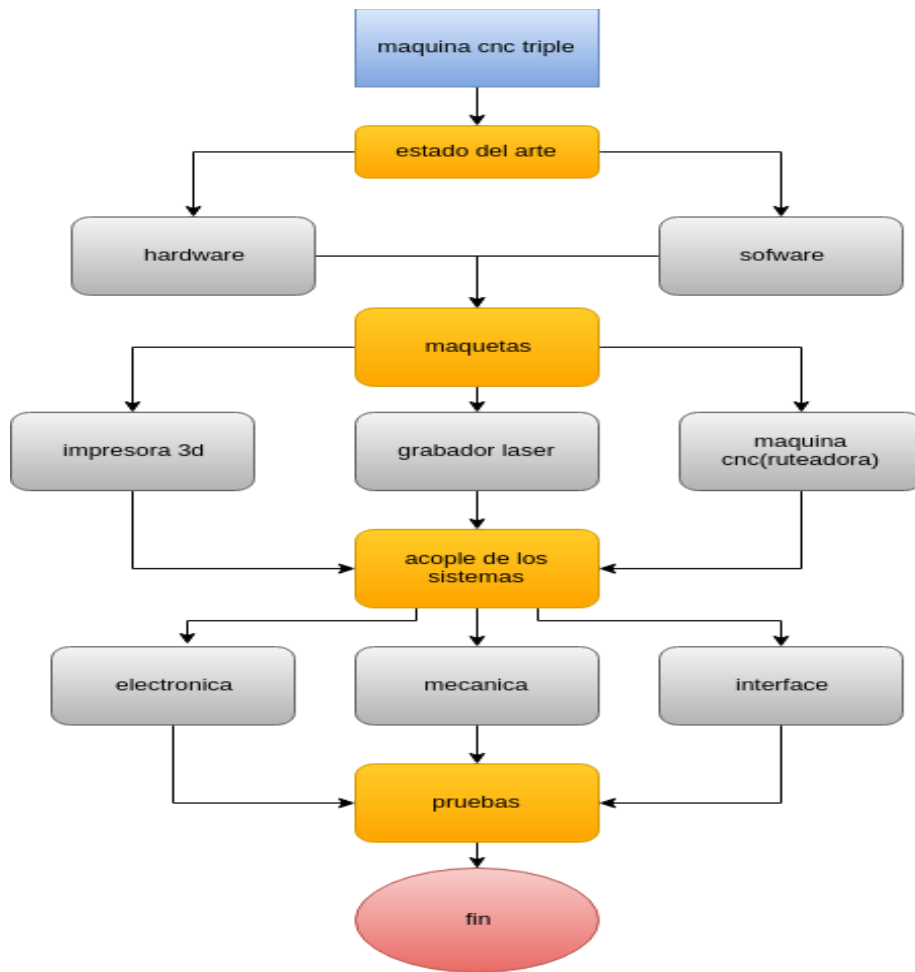 maquina cnc triple
estado del arte
hardware
sofware
maquetas
impresora 3d
grabador laser
maquina
cnc(ruteadora)
acople de los
sistemas
electronica
mecanica
interface
pruebas
fin